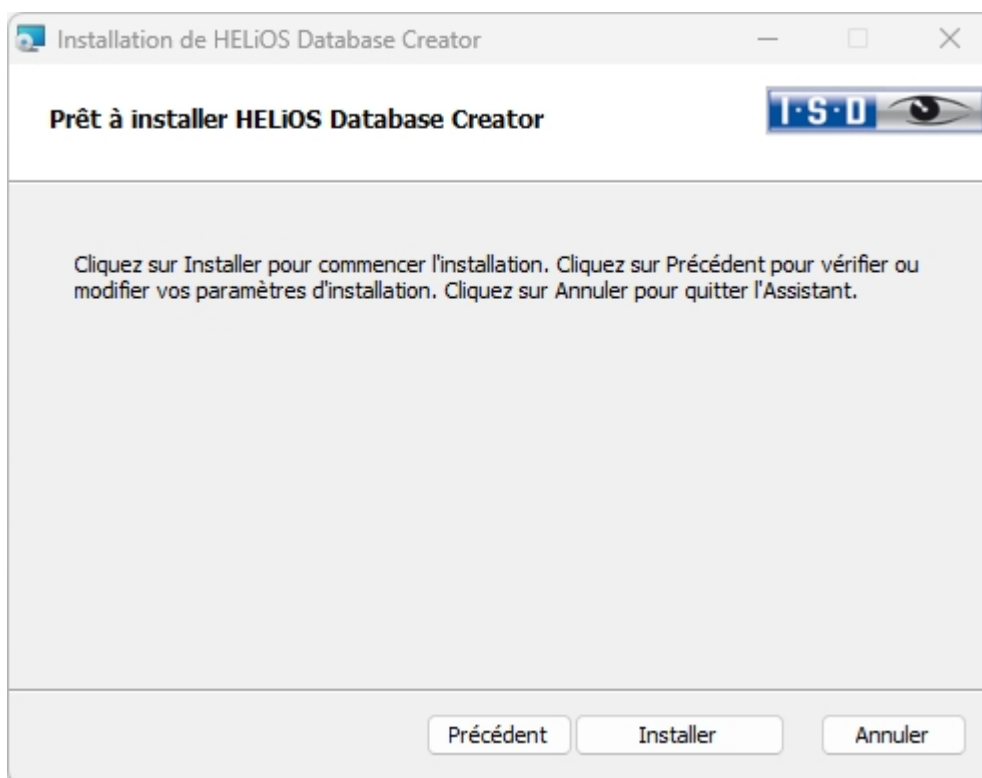 Installation de HELiOS Database Creator
Prêt à installer HELiOS Database Creator
I·S·D
Cliquez sur Installer pour commencer l'installation. Cliquez sur Précédent pour vérifier ou
modifier vos paramètres d'installation. Cliquez sur Annuler pour quitter l'Assistant.
Précédent
Installer
Annuler